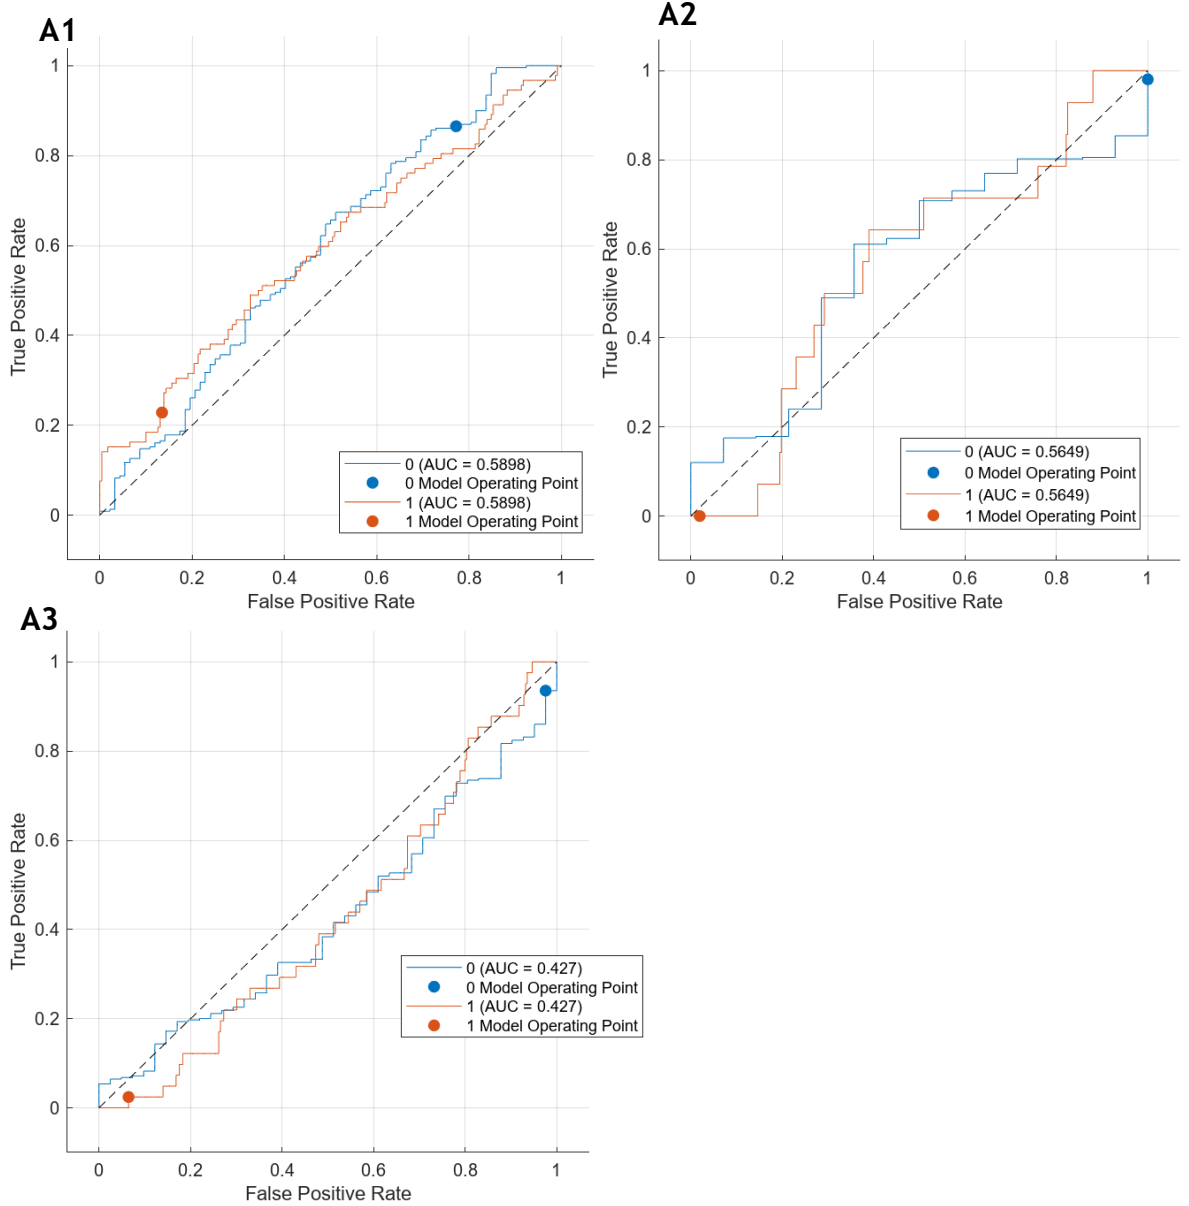 A1
1
0.8
0.6
0.4
0.2
0
True Positive Rate
0 (AUC = 0.5898)
0 Model Operating Point
1 (AUC = 0.5898)
1 Model Operating Point
0 0.2 0.4 0.6 0.8 1
False Positive Rate
A2
1
0.8
0.6
0.4
0.2
0
True Positive Rate
0 (AUC = 0.5649)
0 Model Operating Point
1 (AUC = 0.5649)
1 Model Operating Point
0 0.2 0.4 0.6 0.8 1
False Positive Rate
A3
1
0.8
0.6
0.4
0.2
0
True Positive Rate
0 (AUC = 0.427)
0 Model Operating Point
1 (AUC = 0.427)
1 Model Operating Point
0 0.2 0.4 0.6 0.8 1
False Positive Rate